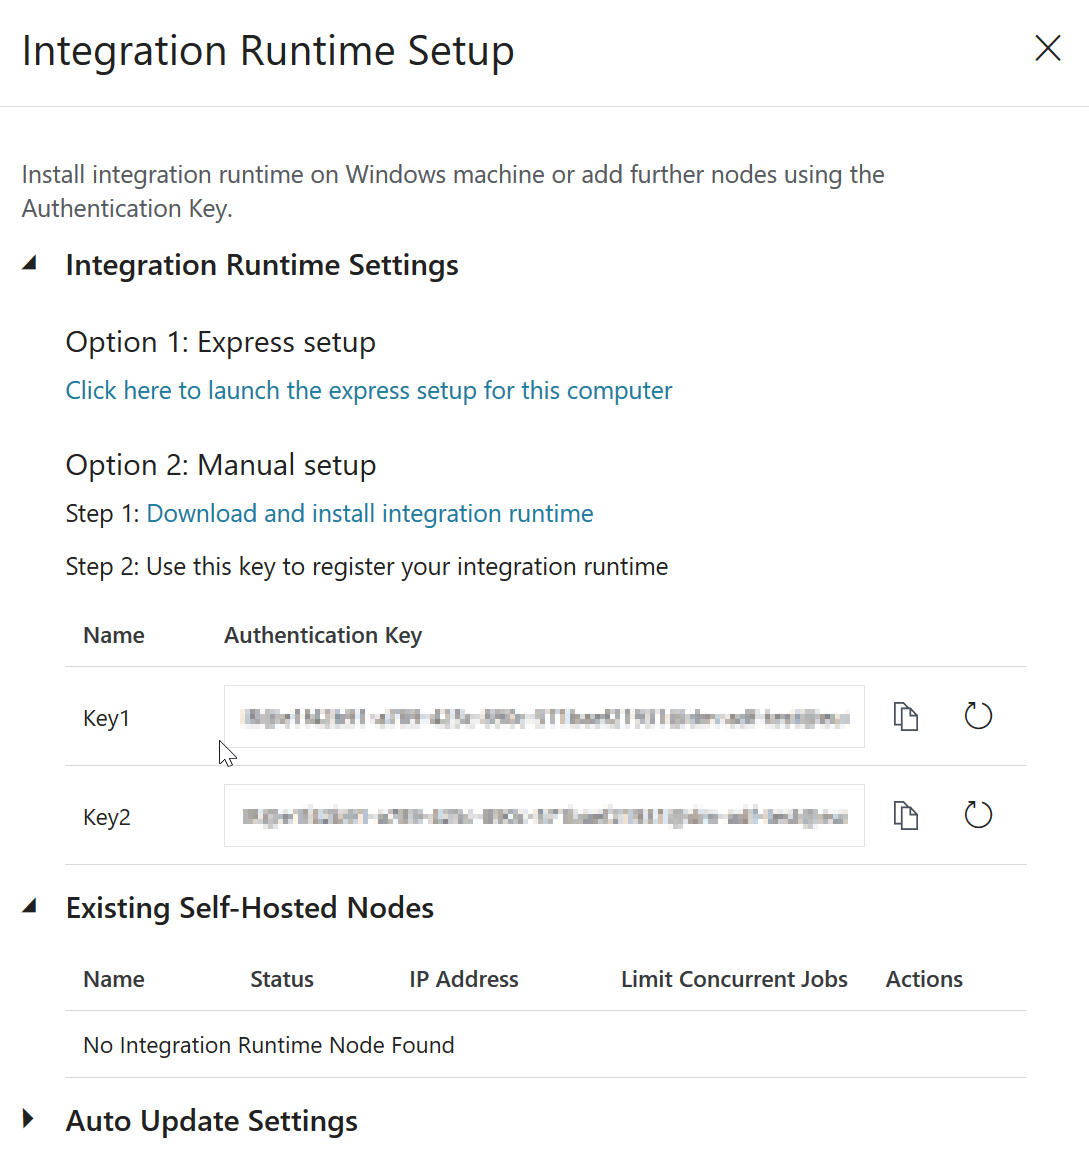 Integration Runtime Setup
Install integration runtime on Windows machine or add further nodes using the
Authentication Key.
Integration Runtime Settings
Option 1: Express setup
Click here to launch the express setup for this computer
Option 2: Manual setup
Step 1: Download and install integration runtime
Step 2: Use this key to register your integration runtime
Name Authentication Key
Key1
Key2
Existing Self-Hosted Nodes
Name Status IP Address Limit Concurrent Jobs Actions
No Integration Runtime Node Found
Auto Update Settings